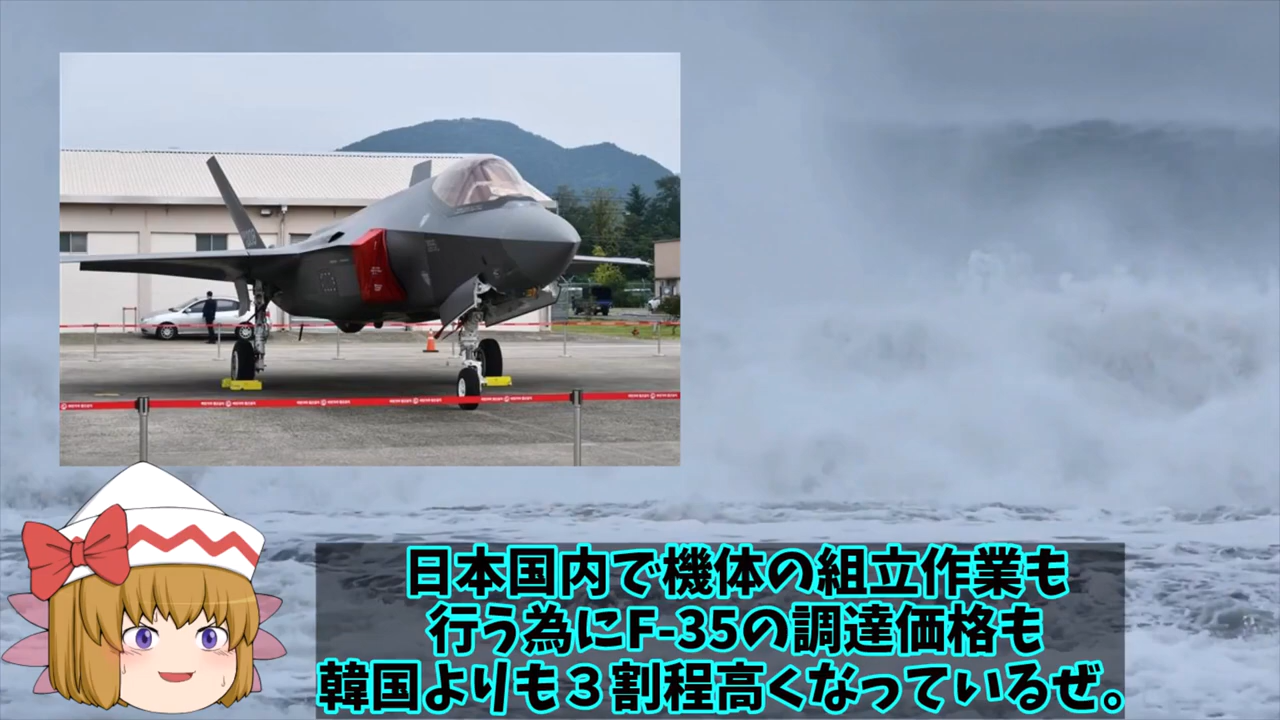 日本国内で機体の組立作業も
行う為にF-35の調達価格も
韓国よりも３割程高くなっているぜ。